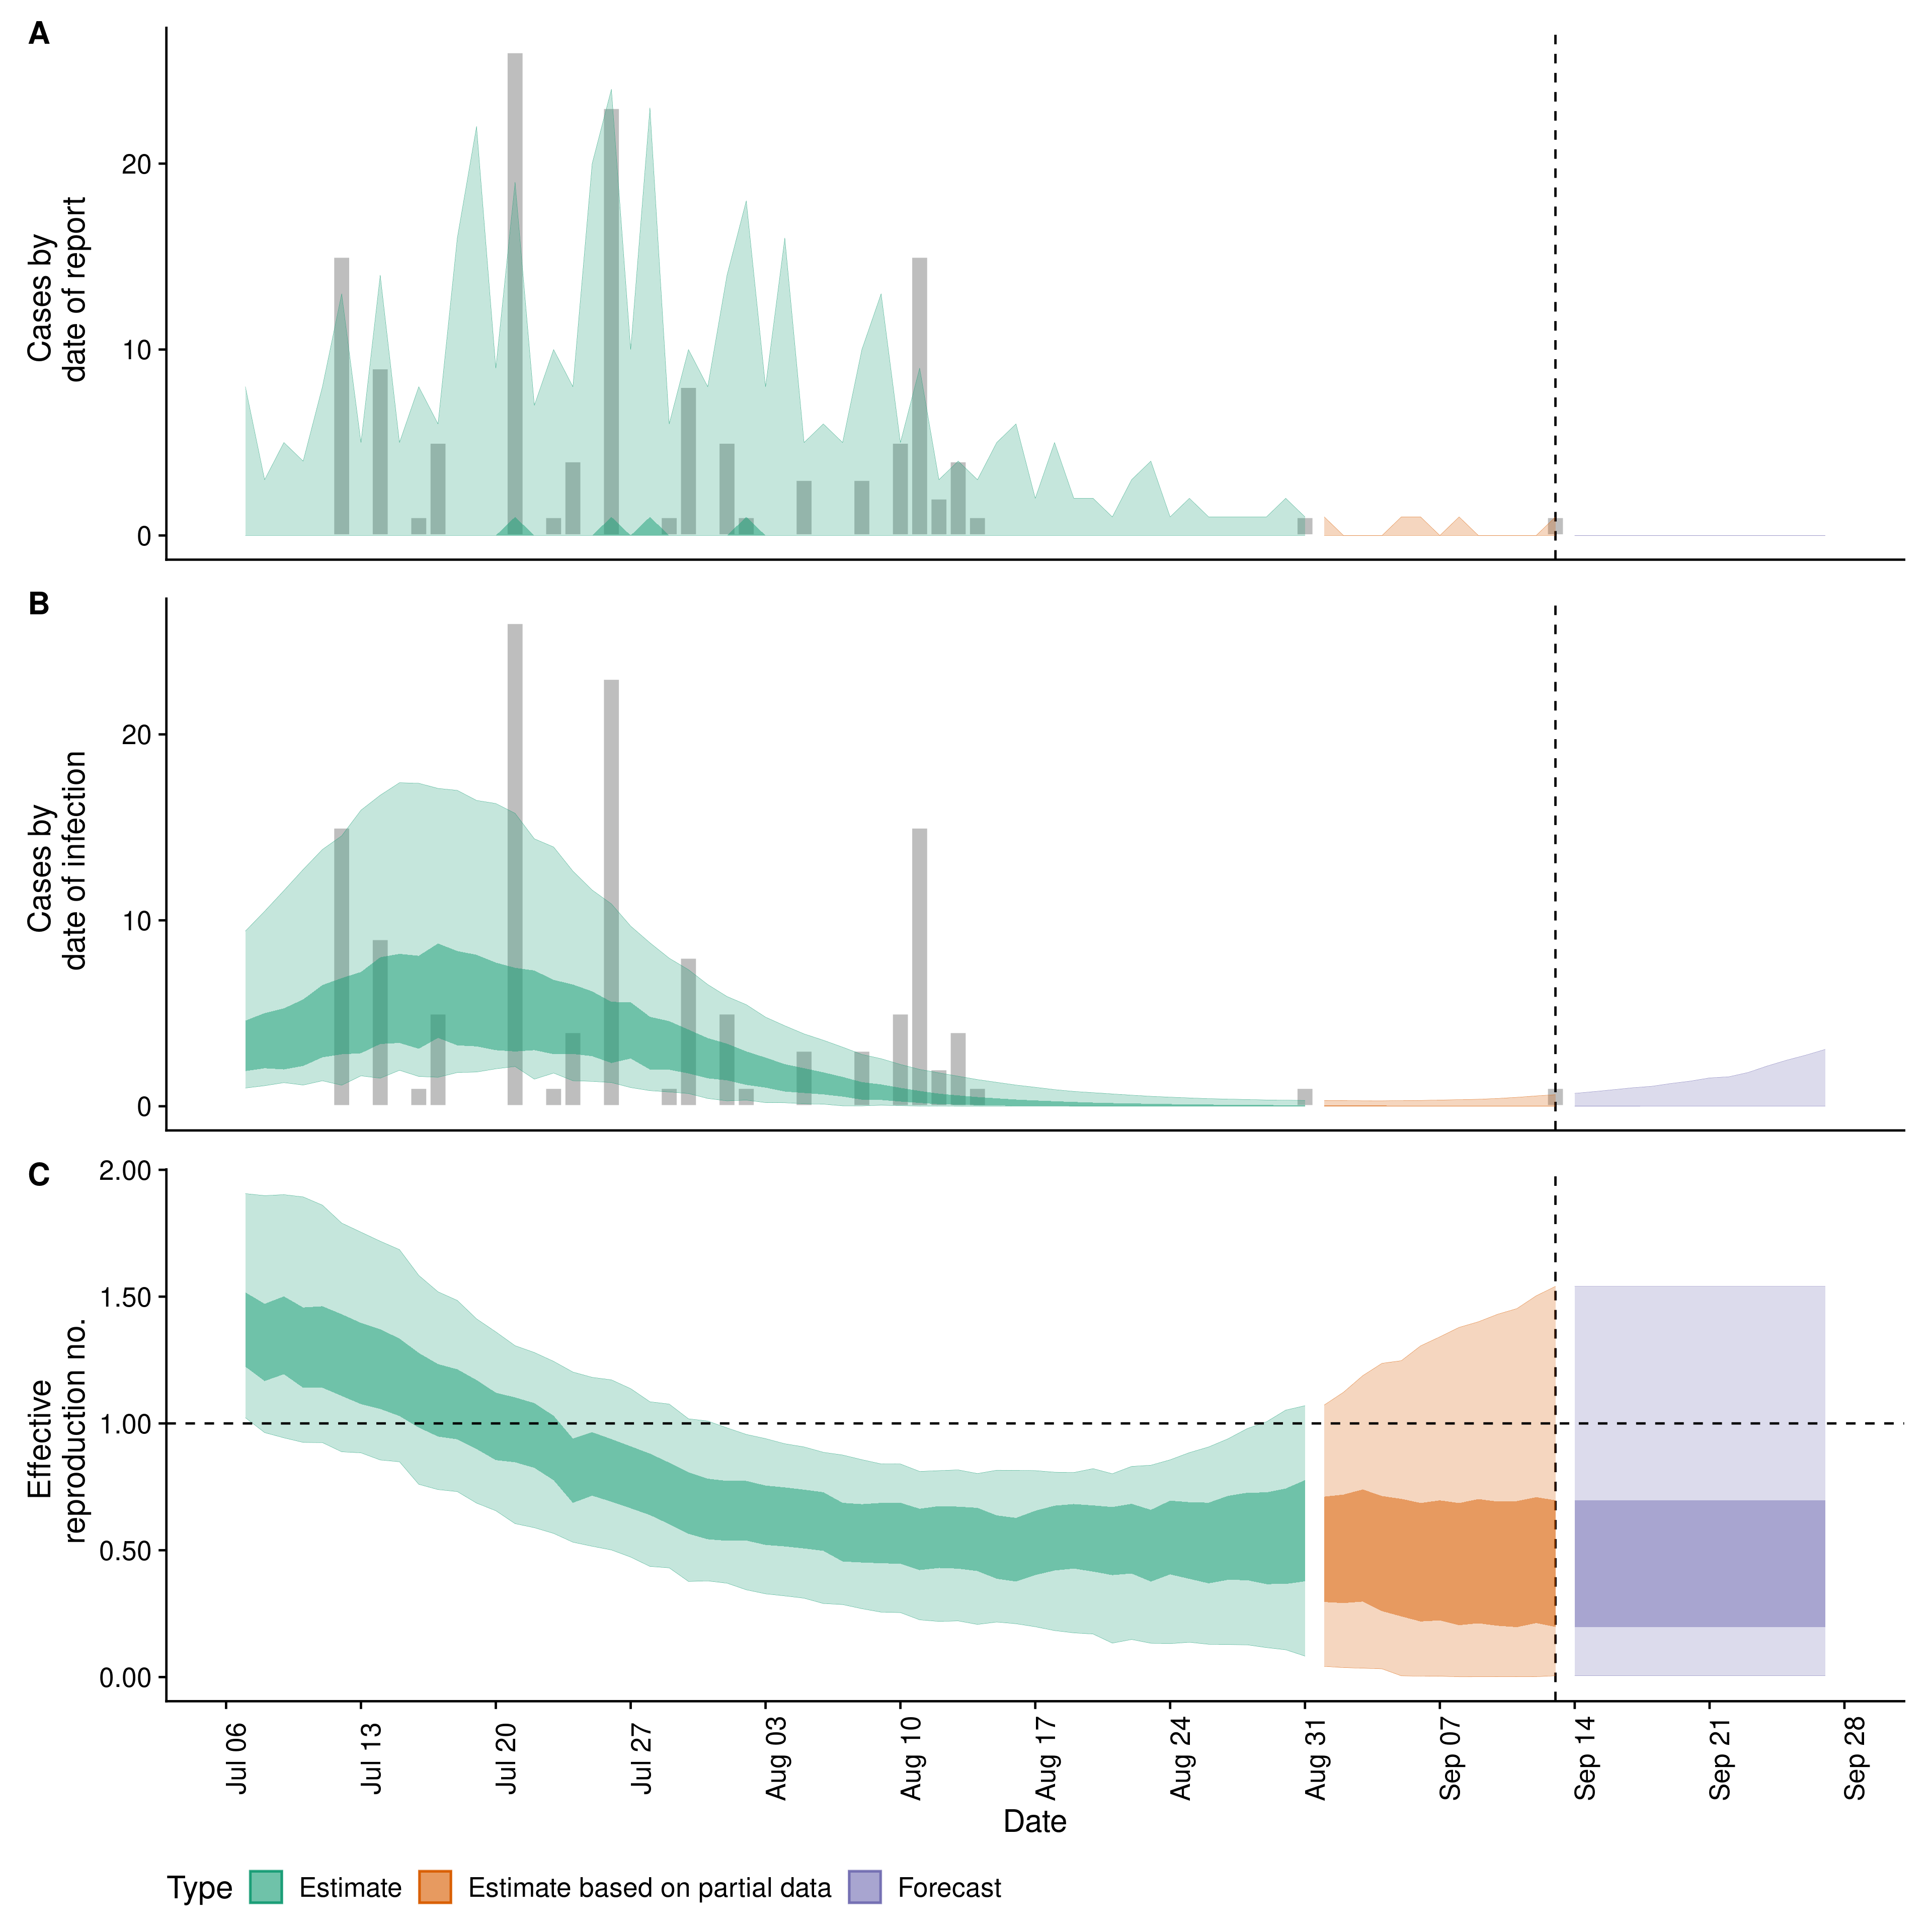 A
Cases by
date of report
20
10
0
B
Cases by
date of infection
20
10
0
C
Effective
reproduction no.
2.00
1.50
1.00
0.50
0.00
Jul 06
Jul 13
Jul 20
Jul 27
Aug 03
Aug 10
Aug 17
Aug 24
Aug 31
Sep 07
Sep 14
Sep 21
Sep 28
Date
Type Estimate Estimate based on partial data Forecast